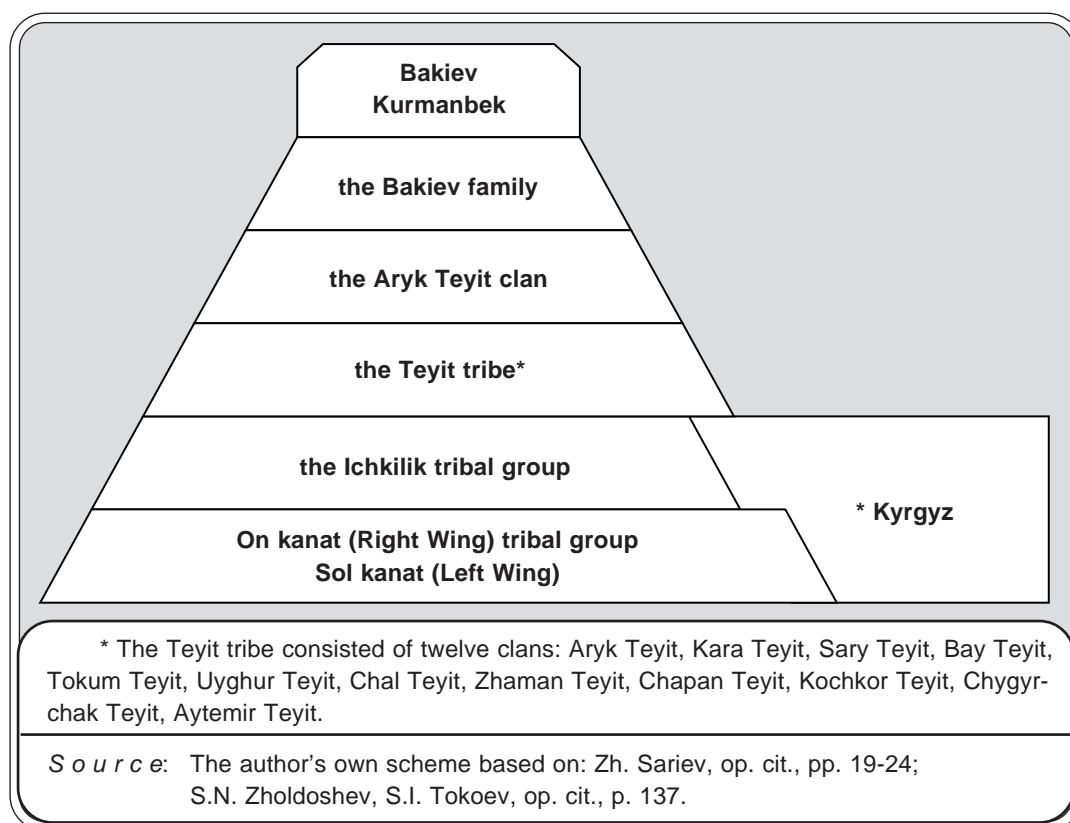 Bakiev
Kurmanbek
the Bakiev family
the Aryk Teyit clan
the Teyit tribe*
the Ichkilik tribal group
* Kyrgyz
On kanat (Right Wing) tribal group
Sol kanat (Left Wing)
* The Teyit tribe consisted of twelve clans: Aryk Teyit, Kara Teyit, Sary Teyit, Bay Teyit,
Tokum Teyit, Uyghur Teyit, Chal Teyit, Zhaman Teyit, Chapan Teyit, Kochkor Teyit, Chygyr-
chak Teyit, Aytemir Teyit.
Source: The author's own scheme based on: Zh. Sariev, op. cit., pp. 19-24;
S.N. Zholdoshev, S.I. Tokoev, op. cit., p. 137.